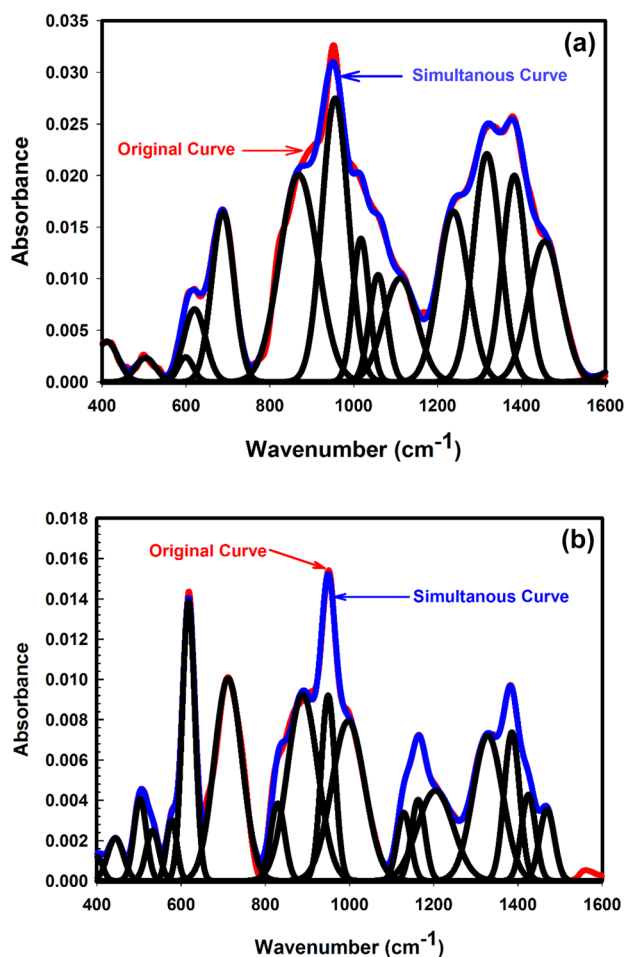 0.035
(a)
0.030
Simultanous Curve
0.025
Original Curve
0.020
Absorbance
0.015
0.010
0.005
0.000
400 600 800 1000 1200 1400 1600
Wavenumber (cm-1)
0.018
(b)
0.016
Original Curve
0.014
Simultanous Curve
0.012
0.010
Absorbance
0.008
0.006
0.004
0.002
0.000
400 600 800 1000 1200 1400 1600
Wavenumber (cm-1)